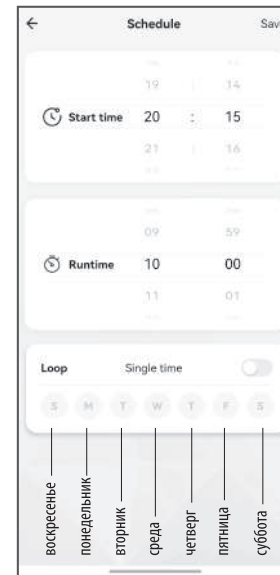 Schedule
Sav
19 : 14
Start time 20 : 15
21 : 16
09 59
Runtime 10 00
11 01
Loop Single time
S M T W T F S
воскресенье
понедельник
вторник
среда
четверг
пятница
суббота